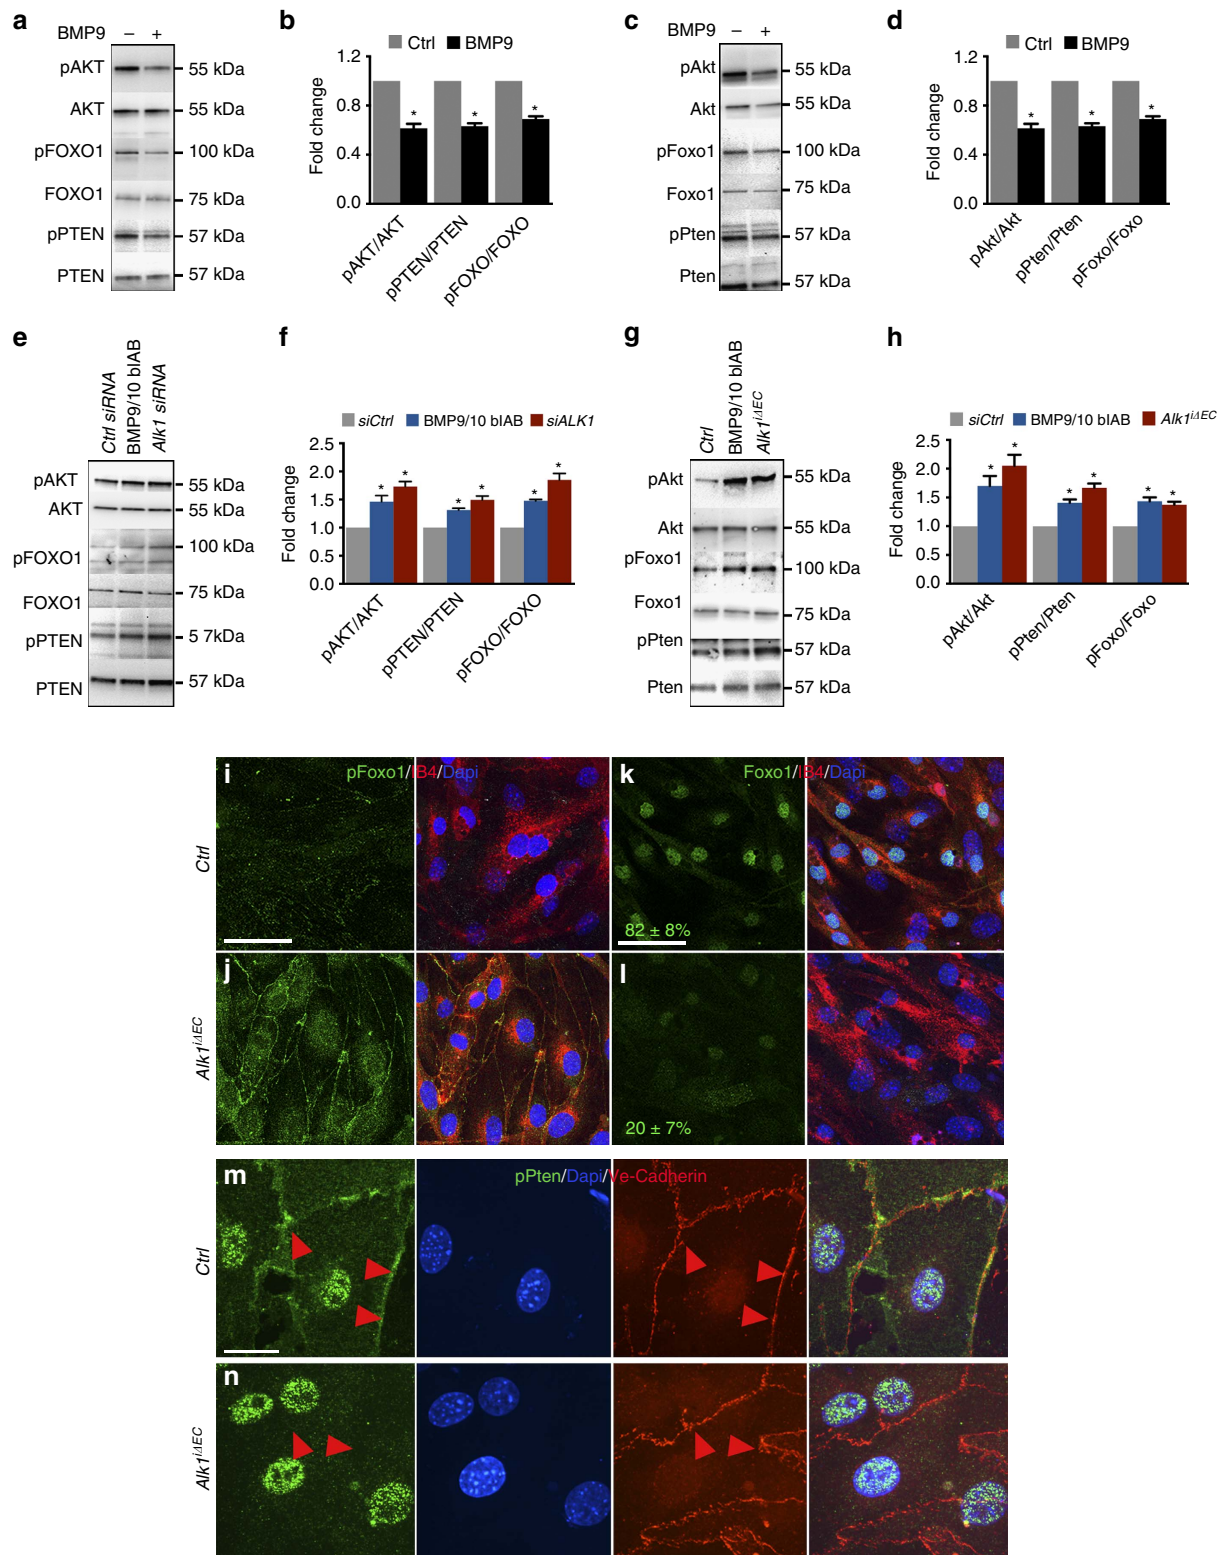 a
BMP9 – +
pAKT 55 kDa
AKT 55 kDa
pFOXO1 100 kDa
FOXO1 75 kDa
pPTEN 57 kDa
PTEN 57 kDa
b
Ctrl BMP9
Fold change
1.2
0.8
0.4
0.0
* * *
pAKT/AKT
pPTEN/PTEN
pFOXO/FOXO
c
BMP9 – +
pAkt 55 kDa
Akt 55 kDa
pFoxo1 100 kDa
Foxo1 75 kDa
pPten 57 kDa
Pten 57 kDa
d
Ctrl BMP9
Fold change
1.2
0.8
0.4
0.0
* * *
pAkt/Akt
pPten/Pten
pFoxo/Foxo
e
Ctrl siRNA
BMP9/10 blAB
Alk1 siRNA
pAKT 55 kDa
AKT 55 kDa
pFOXO1 100 kDa
FOXO1 75 kDa
pPTEN 5 7kDa
PTEN 57 kDa
f
siCtrl BMP9/10 blAB siALK1
Fold change
2.5
2.0
1.5
1.0
0.5
0.0
* * * * * *
pAKT/AKT
pPTEN/PTEN
pFOXO/FOXO
g
Ctrl
BMP9/10 blAB
Alk1iΔEC
pAkt 55 kDa
Akt 55 kDa
pFoxo1 100 kDa
Foxo1 75 kDa
pPten 57 kDa
Pten 57 kDa
h
siCtrl BMP9/10 blAB Alk1iΔEC
Fold change
2.5
2.0
1.5
1.0
0.5
0.0
* * * * * *
pAkt/Akt
pPten/Pten
pFoxo/Foxo
i
pFoxo1/IB4/Dapi
k
Foxo1/IB4/Dapi
Ctrl
82 ± 8%
j
l
Alk1iΔEC
20 ± 7%
m
pPten/Dapi/Ve-Cadherin
Ctrl
n
Alk1iΔEC